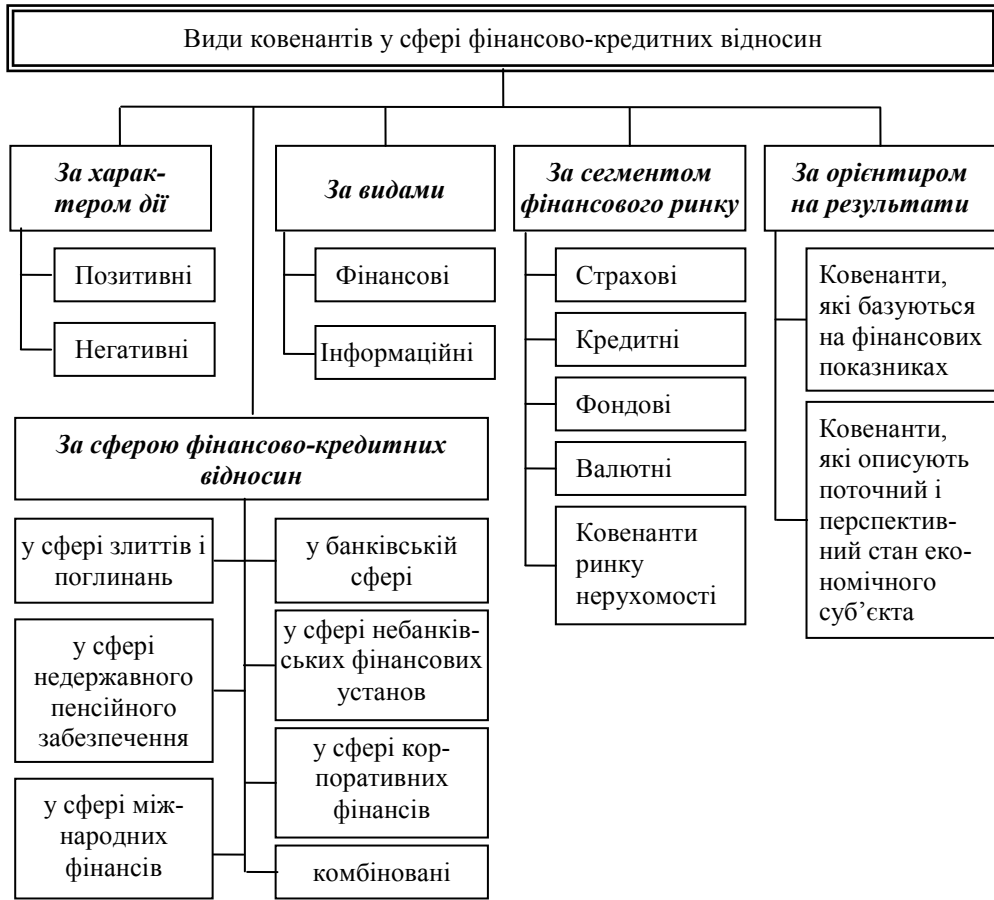 Види ковенантів у сфері фінансово-кредитних відносин
За харак-
тером дії
Позитивні
Негативні
За видами
Фінансові
Інформаційні
За сегментом
фінансового ринку
Страхові
Кредитні
Фондові
Валютні
Ковенанти
ринку
нерухомості
За орієнтиром
на результати
Ковенанти,
які базуються
на фінансових
показниках
Ковенанти,
які описують
поточний і
перспектив-
ний стан еко-
номічного
суб’єкта
За сферою фінансово-кредитних
відносин
у сфері злиттів і
поглинань
у сфері
недержавного
пенсійного
забезпечення
у сфері між-
народних
фінансів
у банківській
сфері
у сфері небанків-
ських фінансових
установ
у сфері кор-
поративних
фінансів
комбіновані